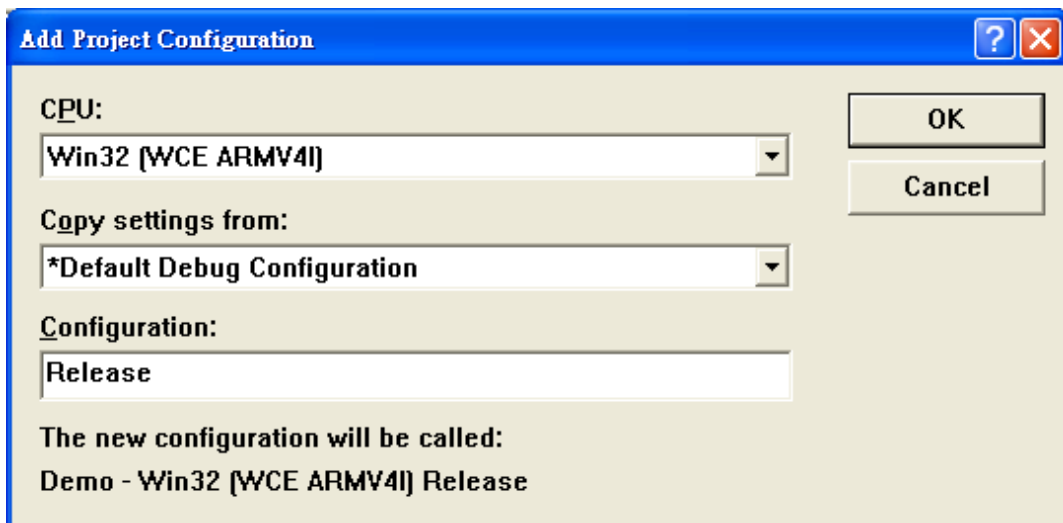 Add Project Configuration
CPU:
OK
Win32 (WCE ARMV4I)
Cancel
Copy settings from:
*Default Debug Configuration
Configuration:
Release
The new configuration will be called:
Demo - Win32 (WCE ARMV4I) Release